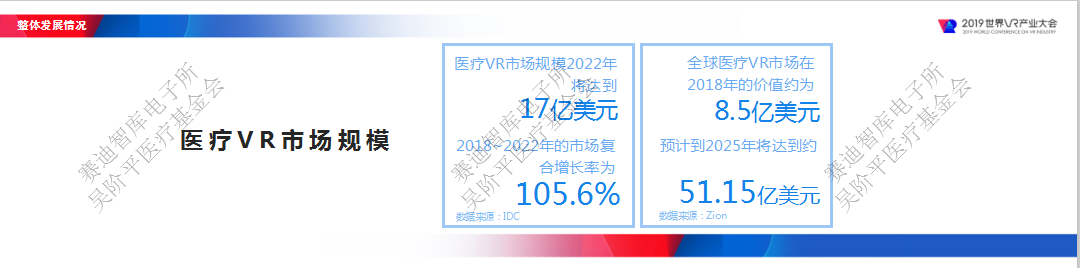 整体发展情况
2019世界VR产业大会
2019 WORLD CONFERENCE ON VR INDUSTRY
医疗VR市场规模
医疗VR市场规模2022年
将达到
17亿美元
2018~2022年的市场复
合增长率为
105.6%
数据来源：IDC
全球医疗VR市场在
2018年的价值约为
8.5亿美元
预计到2025年将达到约
51.15亿美元
数据来源：Zion
赛迪智库电子所
吴阶平医疗基金会
赛迪智库电子所
吴阶平医疗基金会
赛迪智库电子所
吴阶平医疗基金会